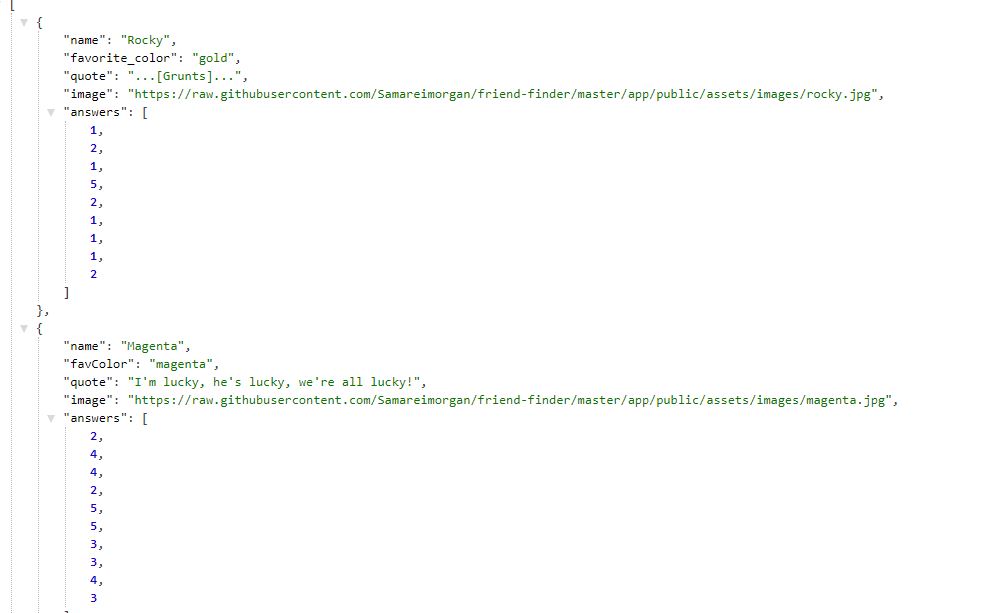 [
{
"name": "Rocky",
"favorite_color": "gold",
"quote": "...[Grunts]...",
"image": "https://raw.githubusercontent.com/Samareimorgan/friend-finder/master/app/public/assets/images/rocky.jpg",
"answers": [
1,
2,
1,
5,
2,
1,
1,
1,
2
]
},
{
"name": "Magenta",
"favColor": "magenta",
"quote": "I'm lucky, he's lucky, we're all lucky!",
"image": "https://raw.githubusercontent.com/Samareimorgan/friend-finder/master/app/public/assets/images/magenta.jpg",
"answers": [
2,
4,
4,
2,
5,
5,
3,
3,
4,
3